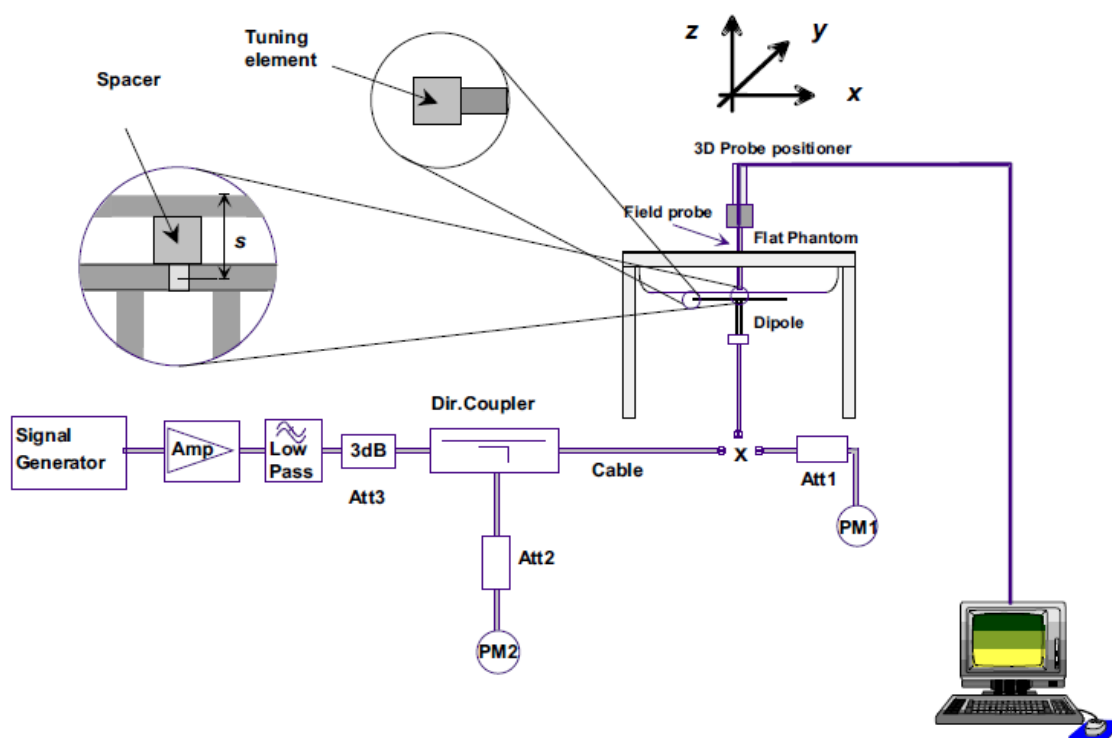 Tuning
element
z
y
x
Spacer
3D Probe positioner
s
Field probe
Flat Phantom
Dipole
Dir.Coupler
Signal
Generator
Amp
Low
Pass
3dB
Att3
Cable
X
Att1
PM1
Att2
PM2